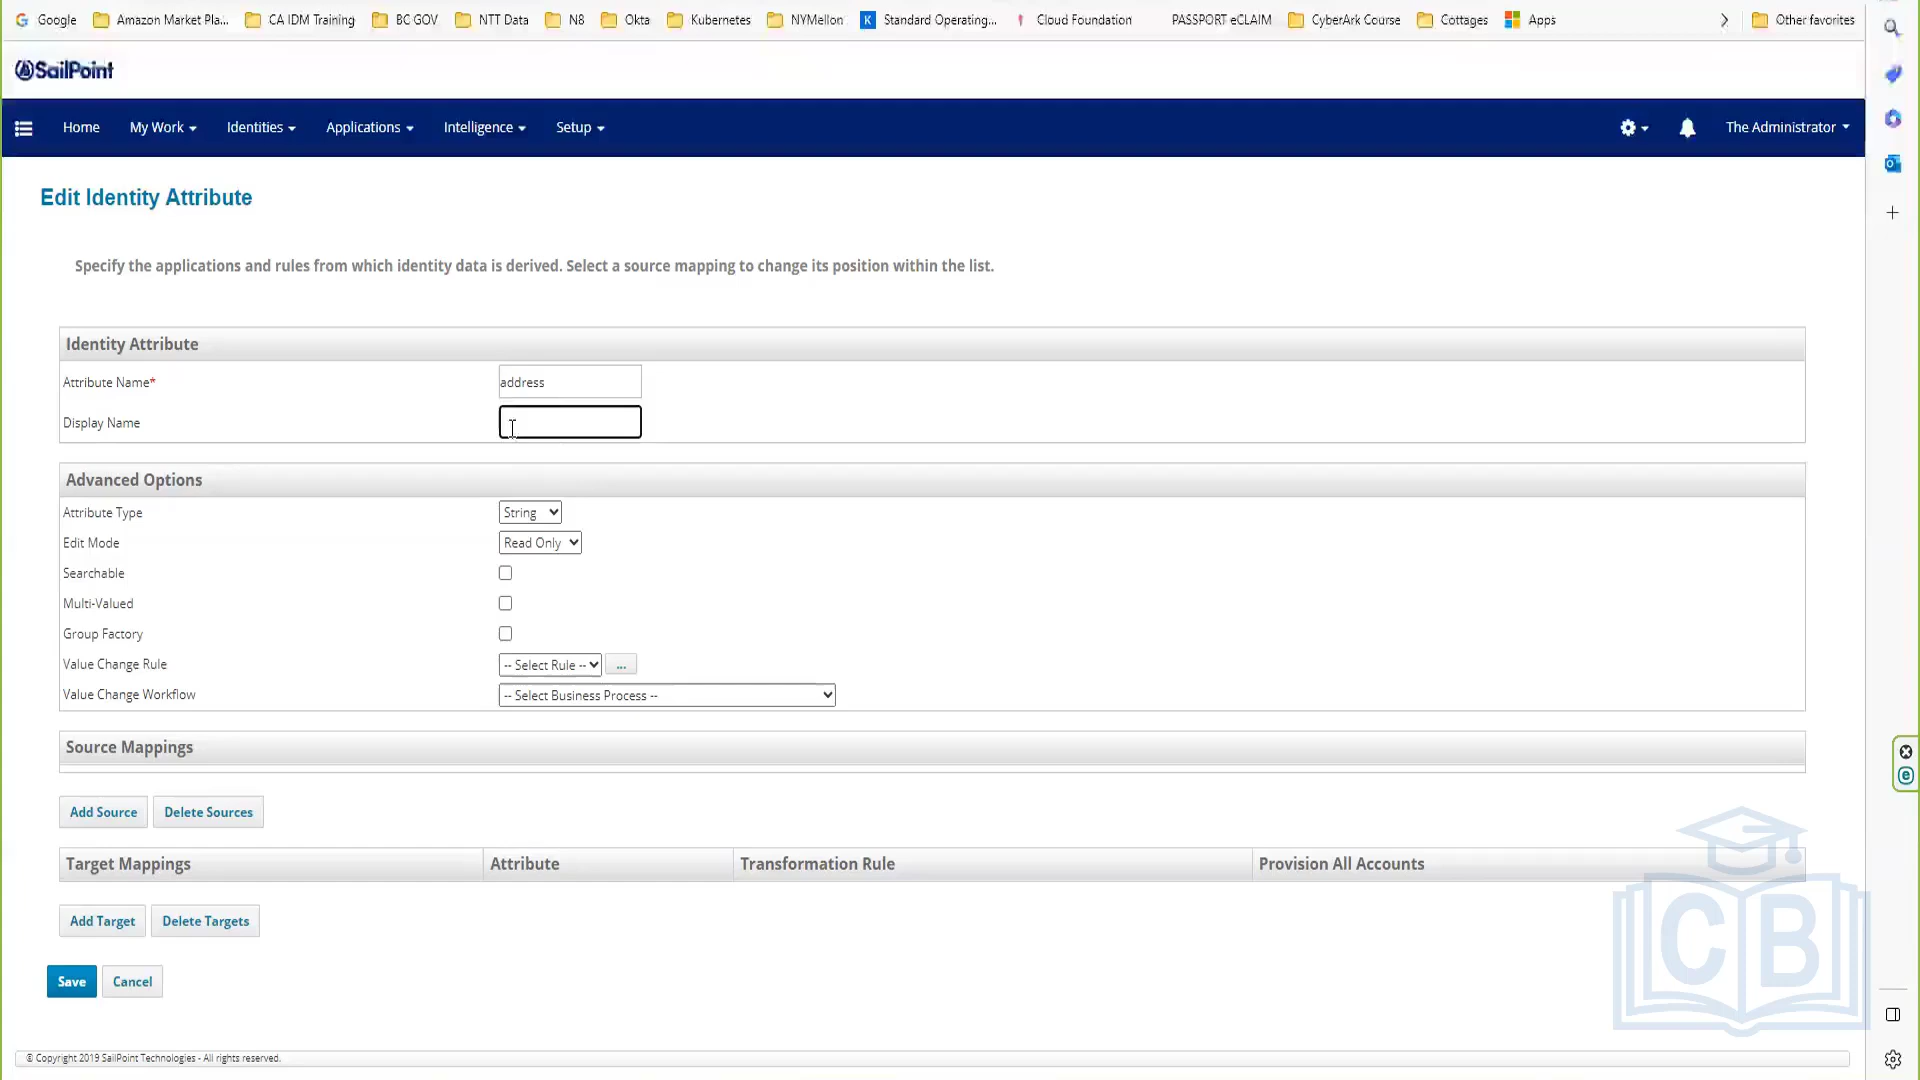 Google Amazon Market Pla... CA IDM Training BC GOV NTT Data N8 Okta Kubernetes NYMellon K Standard Operating... Cloud Foundation PASSPORT eCLAIM CyberArk Course Cottages Apps Other favorites
SailPoint
Home My Work Identities Applications Intelligence Setup The Administrator
Edit Identity Attribute
Specify the applications and rules from which identity data is derived. Select a source mapping to change its position within the list.
Identity Attribute
Attribute Name* address
Display Name
Advanced Options
Attribute Type String
Edit Mode Read Only
Searchable
Multi-Valued
Group Factory
Value Change Rule -- Select Rule -- ...
Value Change Workflow -- Select Business Process --
Source Mappings
Add Source Delete Sources
Target Mappings Attribute Transformation Rule Provision All Accounts
Add Target Delete Targets
CB
Save Cancel
© Copyright 2019 SailPoint Technologies - All rights reserved.